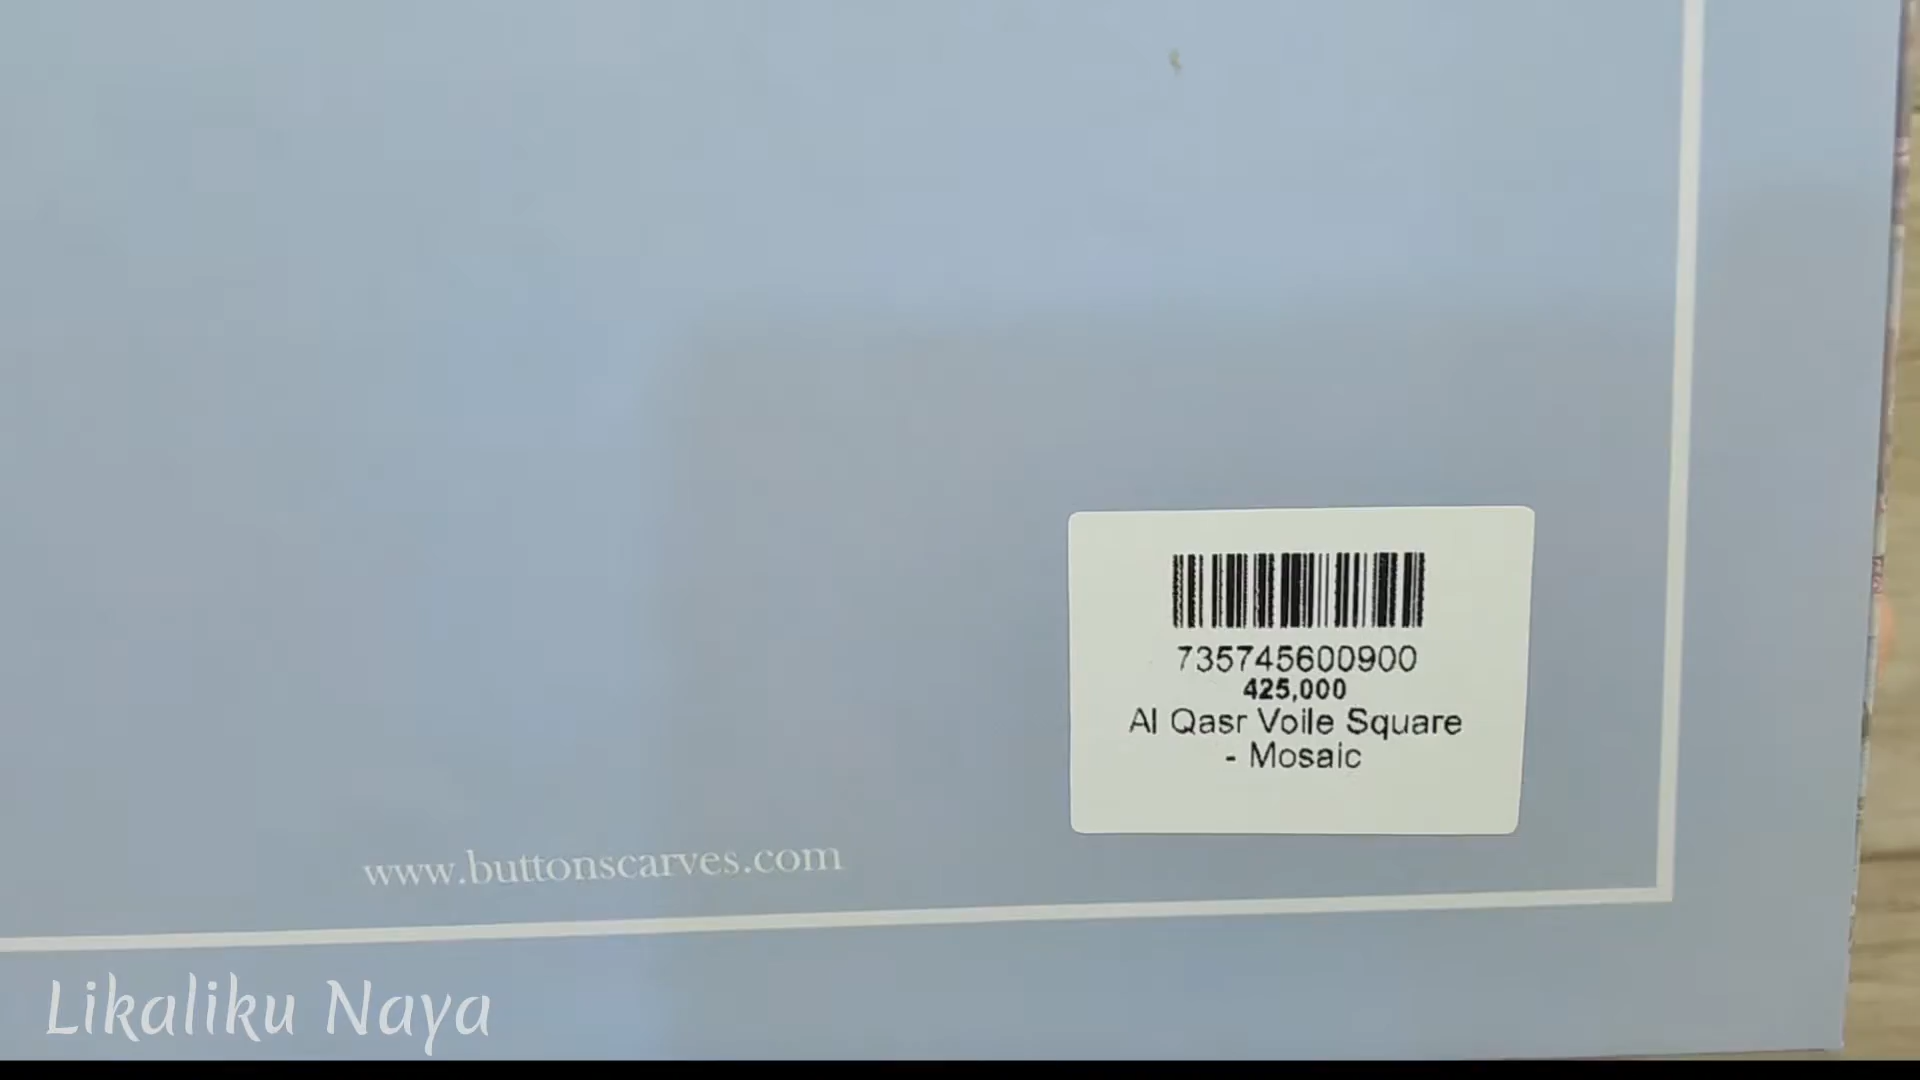 735745600900
425,000
Al Qasr Voile Square
- Mosaic
www.buttonscarves.com
Likaliku Naya